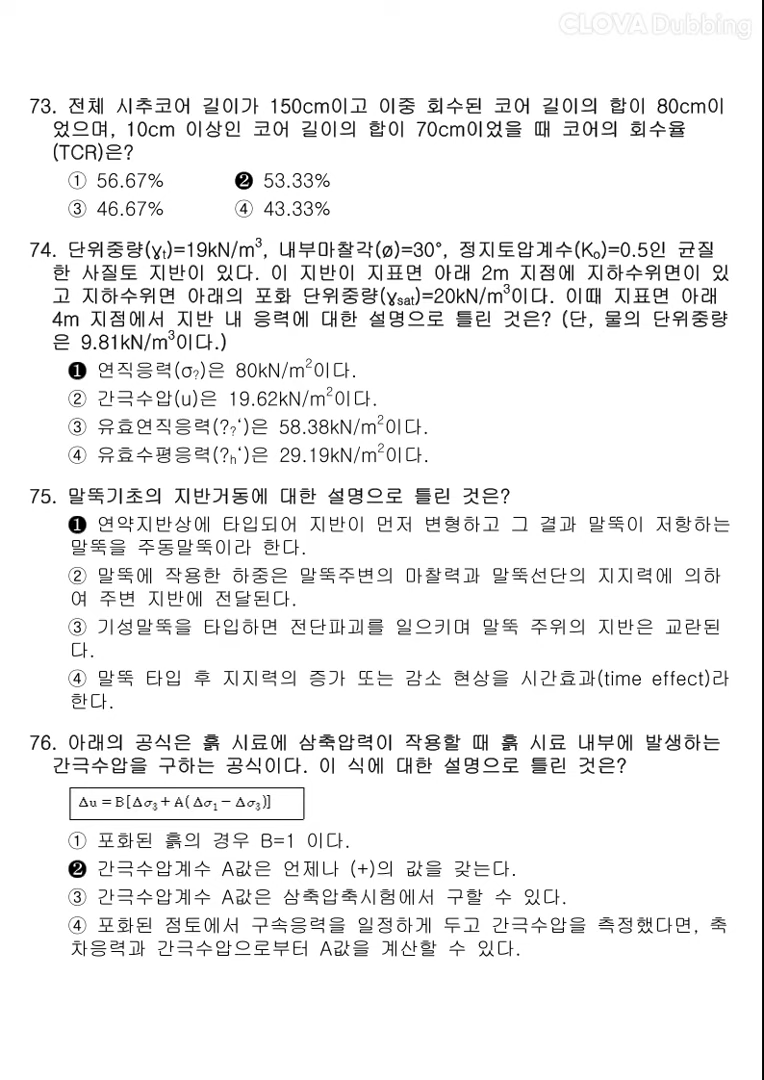 CLOVA Dubbing
73. 전체 시추코어 길이가 150cm이고 이중 회수된 코어 길이의 합이 80cm이
었으며, 10cm 이상인 코어 길이의 합이 70cm이었을 때 코어의 회수율
(TCR)은?
① 56.67% ❷ 53.33%
③ 46.67% ④ 43.33%
74. 단위중량(γt)=19kN/m³, 내부마찰각(ø)=30°, 정지토압계수(Ko)=0.5인 균질
한 사질토 지반이 있다. 이 지반이 지표면 아래 2m 지점에 지하수위면이 있
고 지하수위면 아래의 포화 단위중량(γsat)=20kN/m³이다. 이때 지표면 아래
4m 지점에서 지반 내 응력에 대한 설명으로 틀린 것은? (단, 물의 단위중량
은 9.81kN/m³이다.)
❶ 연직응력(σ?)은 80kN/m²이다.
② 간극수압(u)은 19.62kN/m²이다.
③ 유효연직응력(??‘)은 58.38kN/m²이다.
④ 유효수평응력(?h‘)은 29.19kN/m²이다.
75. 말뚝기초의 지반거동에 대한 설명으로 틀린 것은?
❶ 연약지반상에 타입되어 지반이 먼저 변형하고 그 결과 말뚝이 저항하는
말뚝을 주동말뚝이라 한다.
② 말뚝에 작용한 하중은 말뚝주변의 마찰력과 말뚝선단의 지지력에 의하
여 주변 지반에 전달된다.
③ 기성말뚝을 타입하면 전단파괴를 일으키며 말뚝 주위의 지반은 교란된
다.
④ 말뚝 타입 후 지지력의 증가 또는 감소 현상을 시간효과(time effect)라
한다.
76. 아래의 공식은 흙 시료에 삼축압력이 작용할 때 흙 시료 내부에 발생하는
간극수압을 구하는 공식이다. 이 식에 대한 설명으로 틀린 것은?
Δu = B[Δσ₃ + A(Δσ₁ − Δσ₃)]
① 포화된 흙의 경우 B=1 이다.
❷ 간극수압계수 A값은 언제나 (+)의 값을 갖는다.
③ 간극수압계수 A값은 삼축압축시험에서 구할 수 있다.
④ 포화된 점토에서 구속응력을 일정하게 두고 간극수압을 측정했다면, 축
차응력과 간극수압으로부터 A값을 계산할 수 있다.